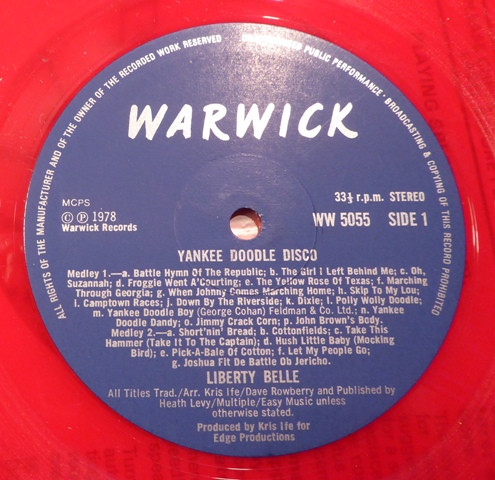 ALL RIGHTS OF THE MANUFACTURER AND OF THE OWNER OF THE RECORDED WORK RESERVED
PUBLIC PERFORMANCE · BROADCASTING & COPYING OF THIS RECORD PROHIBITED
WARWICK
MCPS
© ℗ 1978
Warwick Records
33⅓ r.p.m. STEREO
WW 5055 SIDE 1
YANKEE DOODLE DISCO
Medley 1.—a. Battle Hymn Of The Republic; b. The Girl I Left Behind Me; c. Oh,
Suzannah; d. Froggie Went A'Courting; e. The Yellow Rose Of Texas; f. Marching
Through Georgia; g. When Johnny Comes Marching Home; h. Skip To My Lou;
i. Camptown Races; j. Down By The Riverside; k. Dixie; l. Polly Wolly Doodle;
m. Yankee Doodle Boy (George Cohan) Feldman & Co. Ltd.; n. Yankee
Doodle Dandy; o. Jimmy Crack Corn; p. John Brown's Body.
Medley 2.—a. Short'nin' Bread; b. Cottonfields; c. Take This
Hammer (Take It To The Captain); d. Hush Little Baby (Mocking
Bird); e. Pick-A-Bale Of Cotton; f. Let My People Go;
g. Joshua Fit De Battle Ob Jericho.
LIBERTY BELLE
All Titles Trad./Arr. Kris Ife/Dave Rowberry and Published by
Heath Levy/Multiple/Easy Music unless
otherwise stated.
Produced by Kris Ife for
Edge Productions